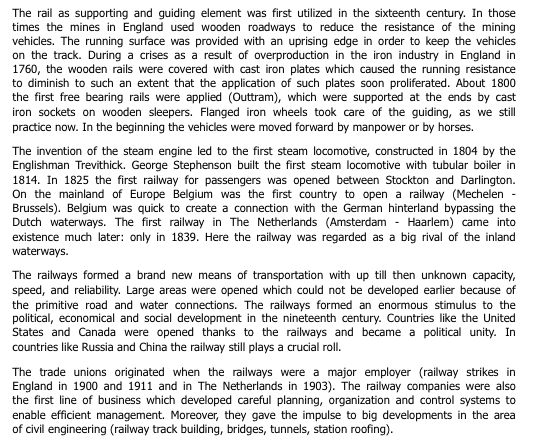 The rail as supporting and guiding element was first utilized in the sixteenth century. In those
times the mines in England used wooden roadways to reduce the resistance of the mining
vehicles. The running surface was provided with an uprising edge in order to keep the vehicles
on the track. During a crises as a result of overproduction in the iron industry in England in
1760, the wooden rails were covered with cast iron plates which caused the running resistance
to diminish to such an extent that the application of such plates soon proliferated. About 1800
the first free bearing rails were applied (Outtram), which were supported at the ends by cast
iron sockets on wooden sleepers. Flanged iron wheels took care of the guiding, as we still
practice now. In the beginning the vehicles were moved forward by manpower or by horses.
The invention of the steam engine led to the first steam locomotive, constructed in 1804 by the
Englishman Trevithick. George Stephenson built the first steam locomotive with tubular boiler in
1814. In 1825 the first railway for passengers was opened between Stockton and Darlington.
On the mainland of Europe Belgium was the first country to open a railway (Mechelen -
Brussels). Belgium was quick to create a connection with the German hinterland bypassing the
Dutch waterways. The first railway in The Netherlands (Amsterdam - Haarlem) came into
existence much later: only in 1839. Here the railway was regarded as a big rival of the inland
waterways.
The railways formed a brand new means of transportation with up till then unknown capacity,
speed, and reliability. Large areas were opened which could not be developed earlier because of
the primitive road and water connections. The railways formed an enormous stimulus to the
political, economical and social development in the nineteenth century. Countries like the United
States and Canada were opened thanks to the railways and became a political unity. In
countries like Russia and China the railway still plays a crucial roll.
The trade unions originated when the railways were a major employer (railway strikes in
England in 1900 and 1911 and in The Netherlands in 1903). The railway companies were also
the first line of business which developed careful planning, organization and control systems to
enable efficient management. Moreover, they gave the impulse to big developments in the area
of civil engineering (railway track building, bridges, tunnels, station roofing).